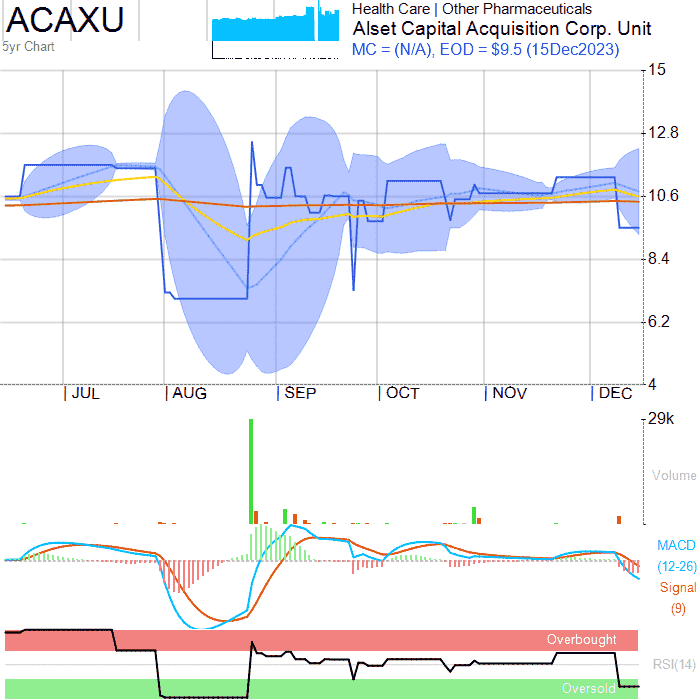 ACAXU
5yr Chart
Health Care | Other Pharmaceuticals
Alset Capital Acquisition Corp. Unit
MC = (N/A), EOD = $9.5 (15Dec2023)
15
12.8
10.6
8.4
6.2
4
| JUL | AUG | SEP | OCT | NOV | DEC
29k
Volume
MACD
(12-26)
Signal
(9)
Overbought
RSI(14)
Oversold